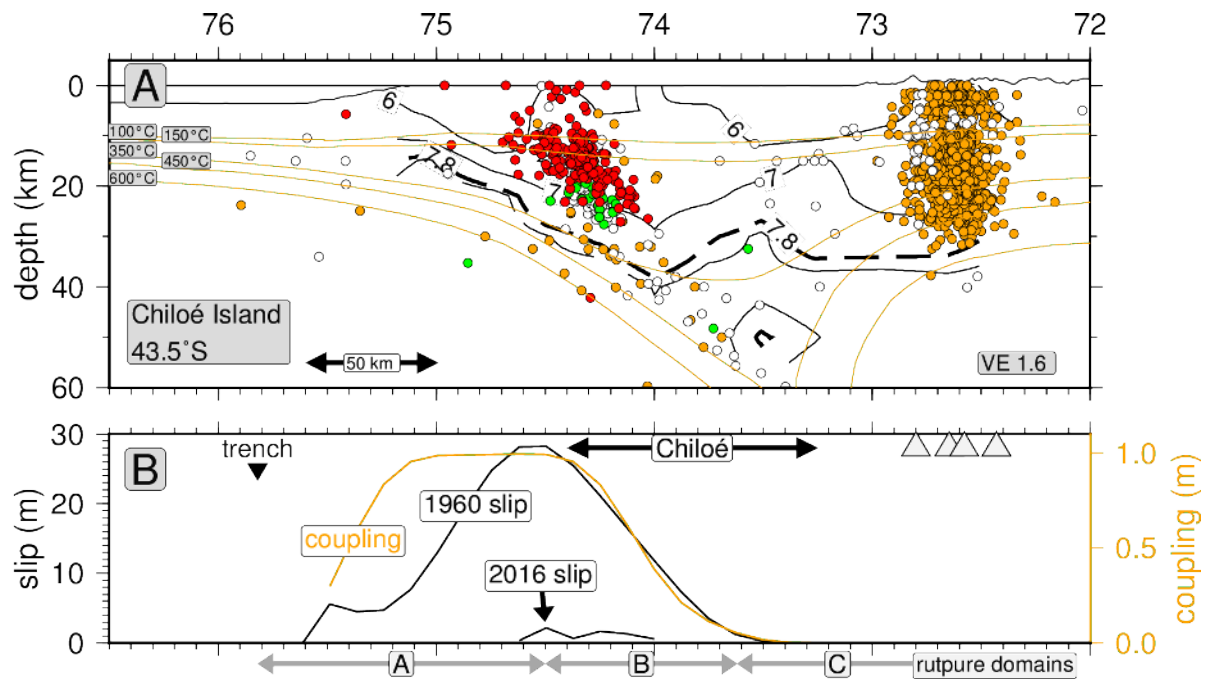 76 75 74 73 72
A
0
20
40
60
depth (km)
100°C 150°C
350°C 450°C
600°C
6
7.8
7
6
7
7.8
Chiloé Island
43.5°S
50 km
VE 1.6
B
30
20
10
0
slip (m)
trench
Chiloé
1960 slip
coupling
2016 slip
1.0
0.5
0.0
coupling (m)
A B C rutpure domains